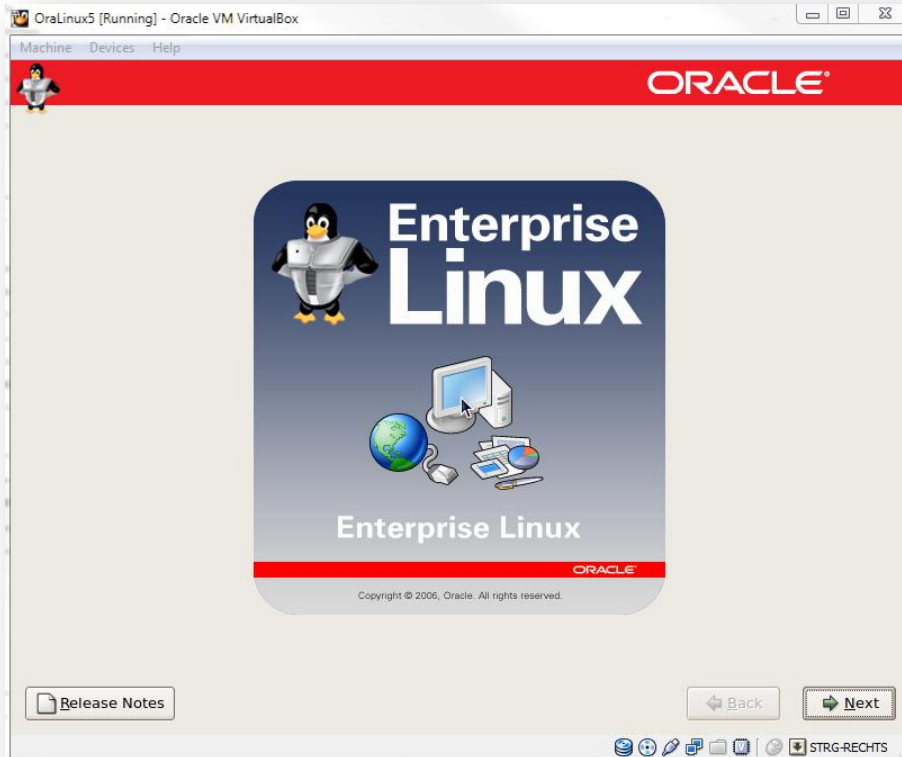 OraLinux5 [Running] - Oracle VM VirtualBox
Machine Devices Help
ORACLE®
Enterprise
Linux
Enterprise Linux
ORACLE®
Copyright © 2006, Oracle. All rights reserved.
Release Notes
Back
Next
V
STRG-RECHTS